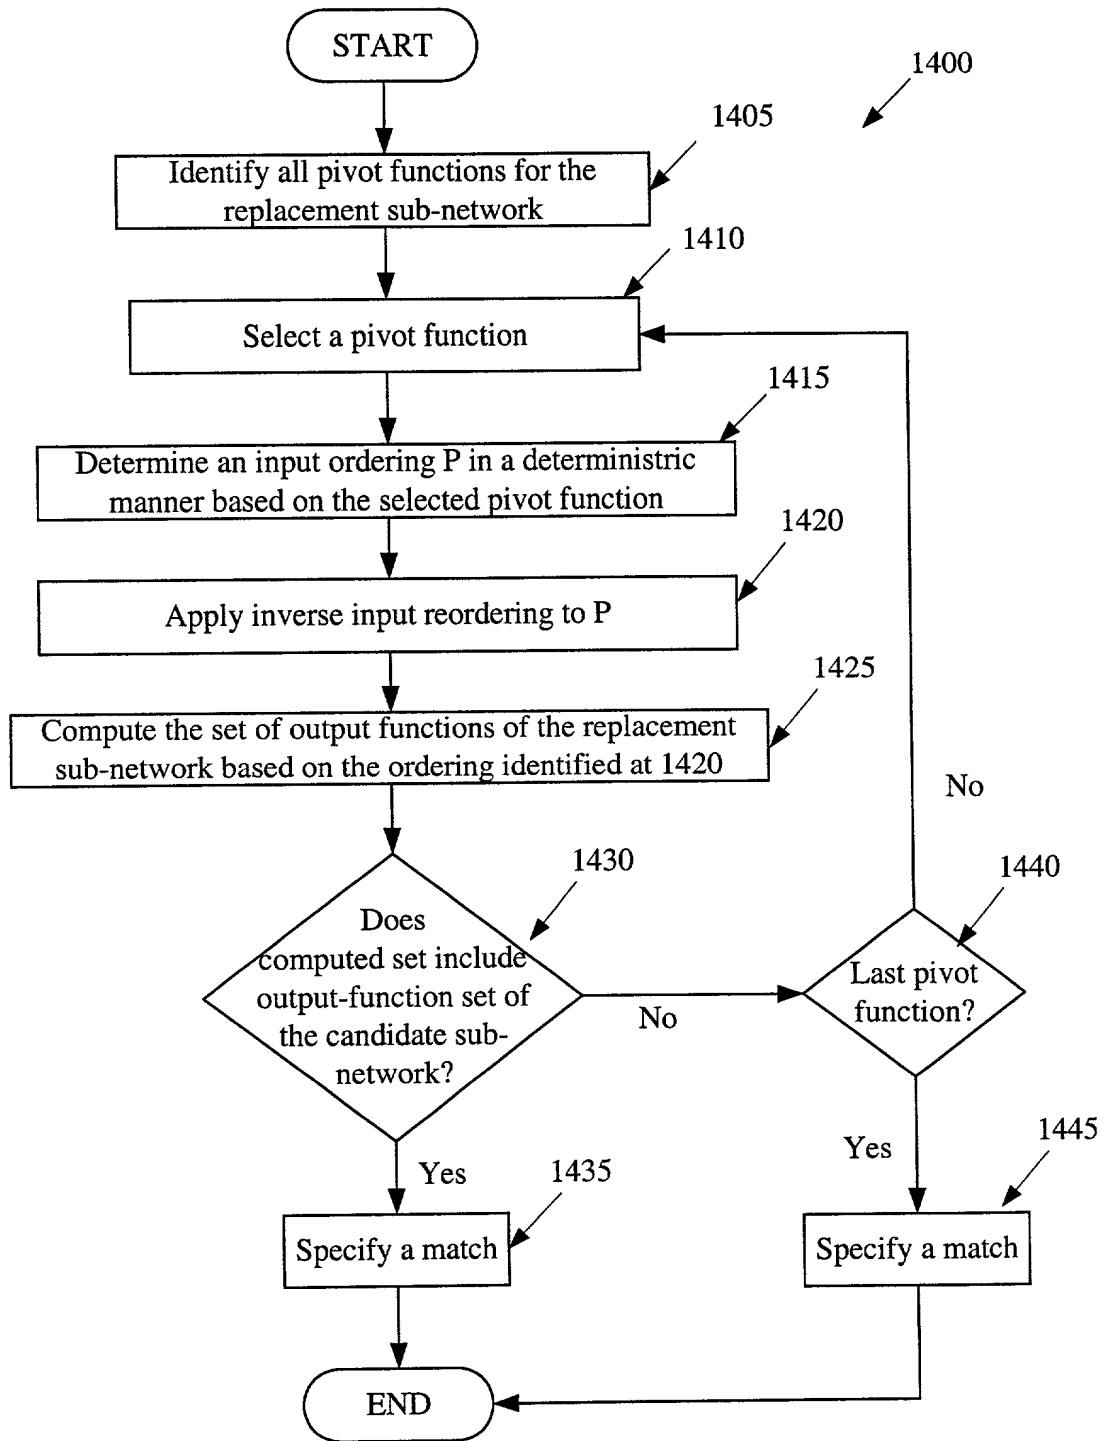 START
1400
1405
Identify all pivot functions for the
replacement sub-network
1410
Select a pivot function
1415
Determine an input ordering P in a deterministric
manner based on the selected pivot function
1420
Apply inverse input reordering to P
1425
Compute the set of output functions of the replacement
sub-network based on the ordering identified at 1420
No
1430
Does
computed set include
output-function set of
the candidate sub-
network?
No
1440
Last pivot
function?
Yes
1435
Specify a match
Yes
1445
Specify a match
END